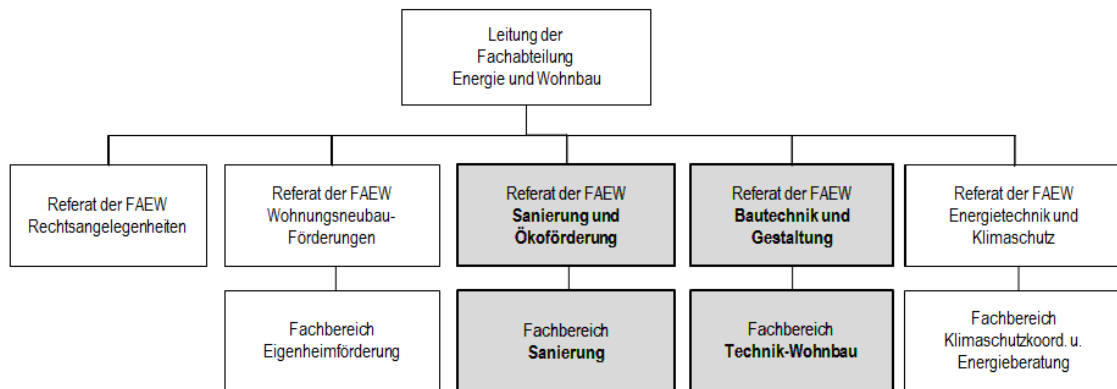 Leitung der
Fachabteilung
Energie und Wohnbau
Referat der FAEW
Rechtsangelegenheiten
Referat der FAEW
Wohnungsneubau-
Förderungen
Referat der FAEW
Sanierung und
Ökoförderung
Referat der FAEW
Bautechnik und
Gestaltung
Referat der FAEW
Energietechnik und
Klimaschutz
Fachbereich
Eigenheimförderung
Fachbereich
Sanierung
Fachbereich
Technik-Wohnbau
Fachbereich
Klimaschutzkoord. u.
Energieberatung